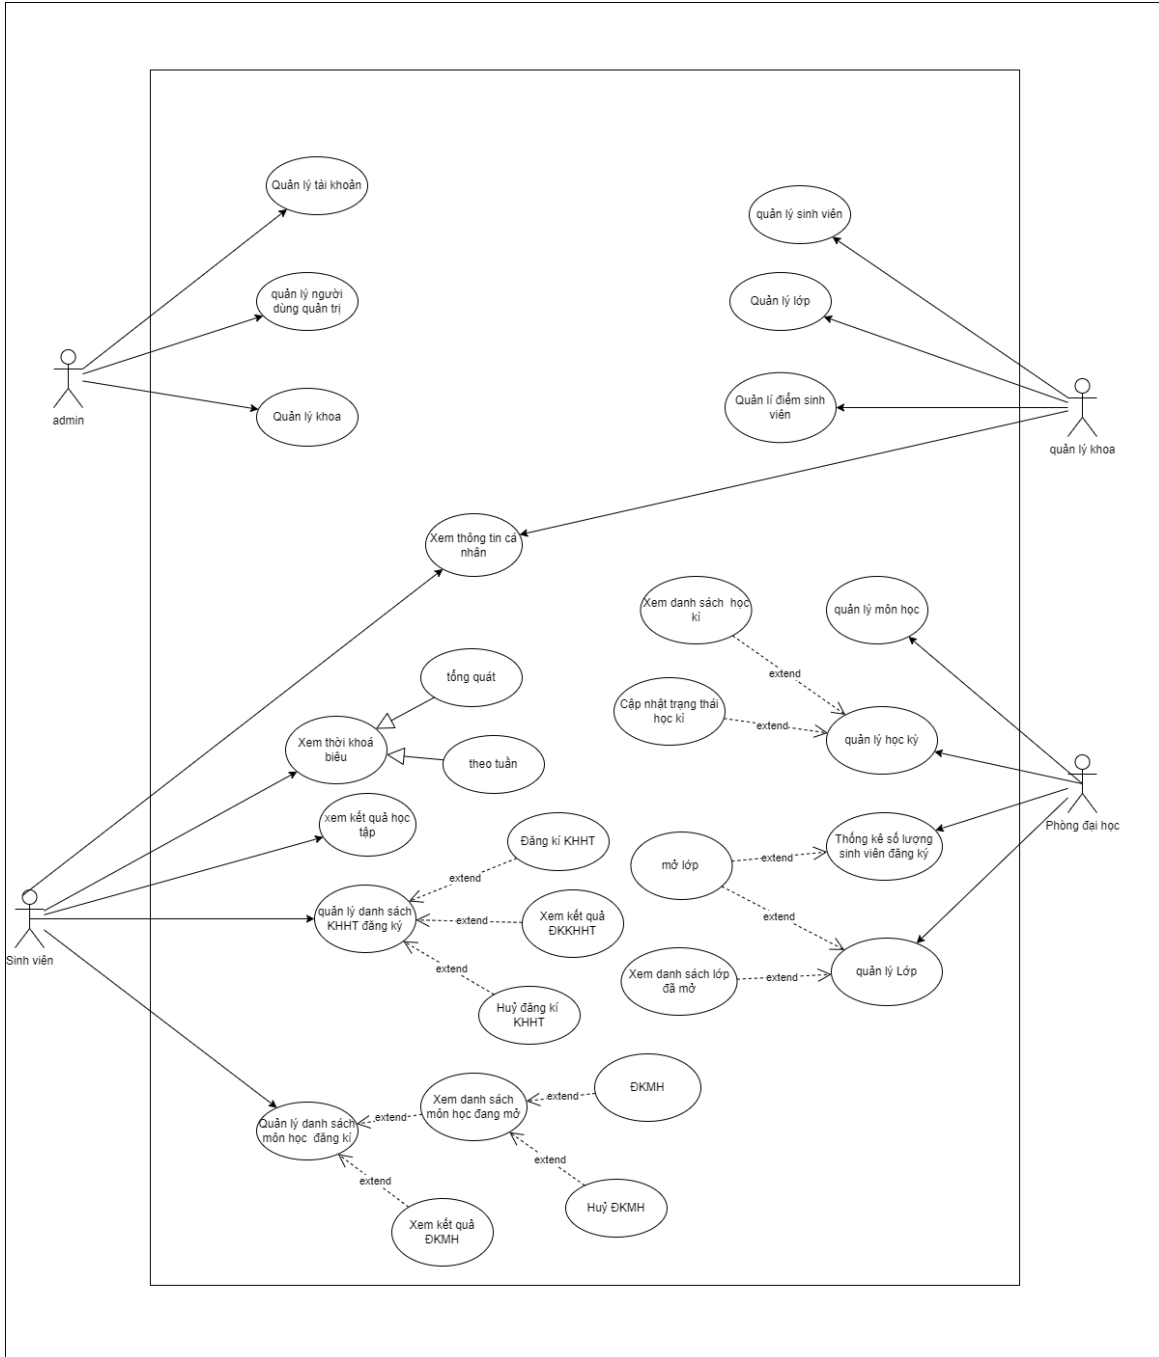 Quản lý tài khoản
quản lý sinh viên
quản lý người
dùng quản trị
Quản lý lớp
Quản lý khoa
Quản lí điểm sinh
viên
admin
quản lý khoa
Xem thông tin cá
nhân
Xem danh sách học
kì
quản lý môn học
tổng quát
Cập nhật trạng thái
học kì
extend
extend
Xem thời khoá
biêu
theo tuần
quản lý học kỳ
xem kết quả học
tập
Phòng đại học
Đăng kí KHHT
mở lớp
extend
Thống kê số lượng
sinh viên đăng ký
extend
quản lý danh sách
KHHT đăng ký
extend
Xem kết quả
ĐKKHHT
extend
Sinh viên
extend
Xem danh sách lớp
đã mở
extend
quản lý Lớp
Huỷ đăng kí
KHHT
Quản lý danh sách
môn học đăng kí
extend
Xem danh sách
môn học đang mở
extend
ĐKMH
extend
extend
Xem kết quả
ĐKMH
Huỷ ĐKMH